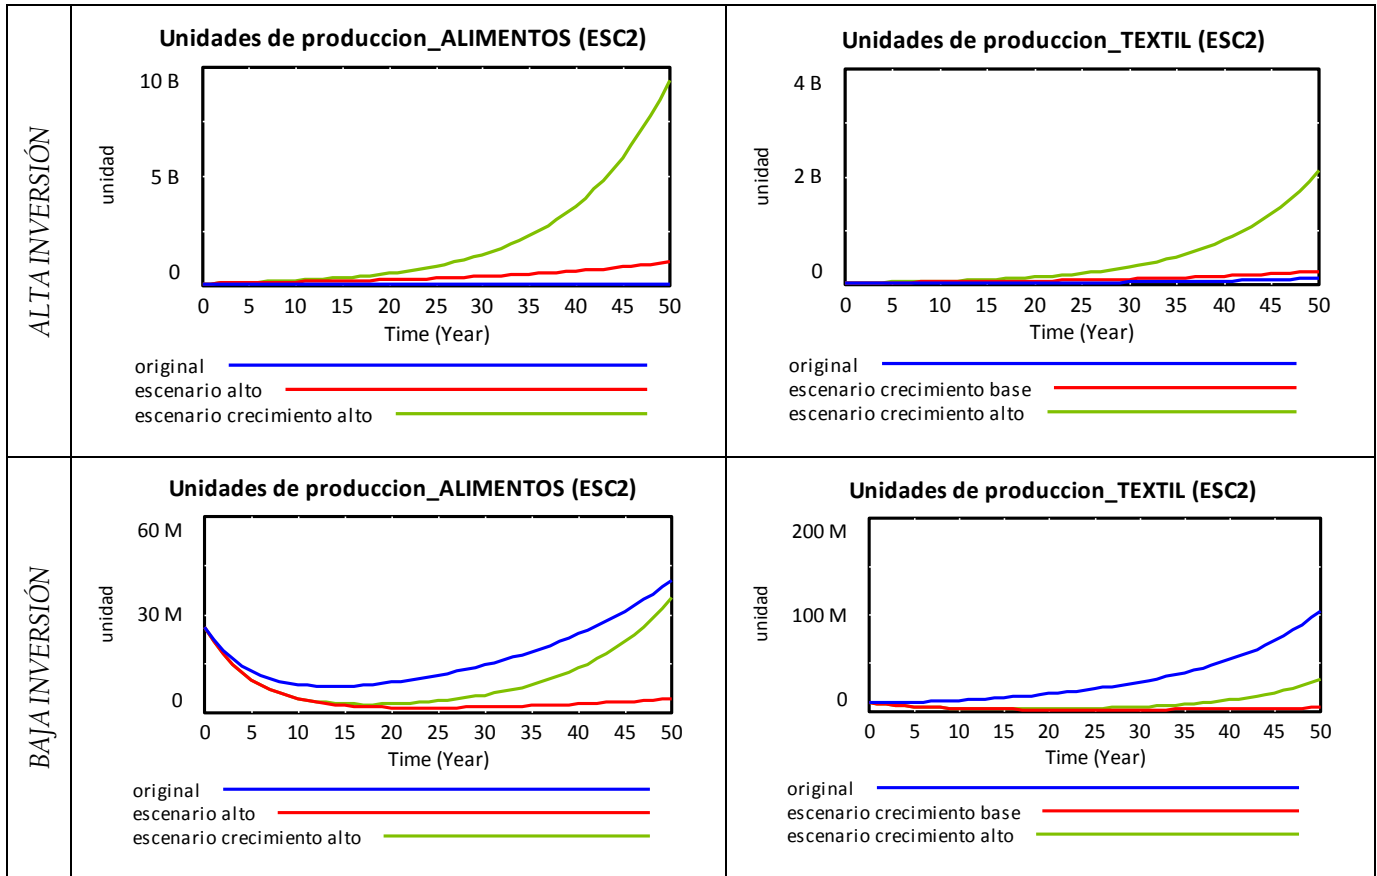 ALTA INVERSIÓN
Unidades de produccion_ALIMENTOS (ESC2)
10 B
5 B
0
unidad
0 5 10 15 20 25 30 35 40 45 50
Time (Year)
original
escenario alto
escenario crecimiento alto
Unidades de produccion_TEXTIL (ESC2)
4 B
2 B
0
unidad
0 5 10 15 20 25 30 35 40 45 50
Time (Year)
original
escenario crecimiento base
escenario crecimiento alto
BAJA INVERSIÓN
Unidades de produccion_ALIMENTOS (ESC2)
60 M
30 M
0
unidad
0 5 10 15 20 25 30 35 40 45 50
Time (Year)
original
escenario alto
escenario crecimiento alto
Unidades de produccion_TEXTIL (ESC2)
200 M
100 M
0
unidad
0 5 10 15 20 25 30 35 40 45 50
Time (Year)
original
escenario crecimiento base
escenario crecimiento alto